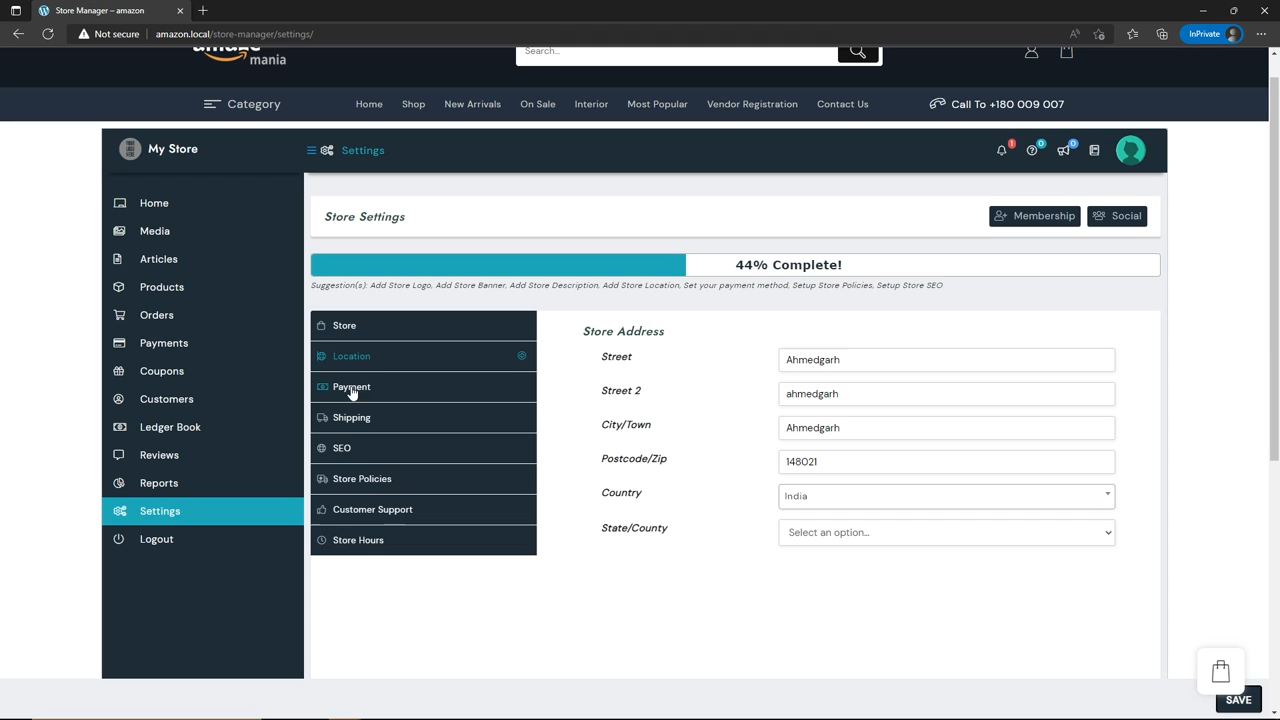 Store Manager – amazon
Not secure
amazon.local/store-manager/settings/
InPrivate
mania
Search...
Category
Home
Shop
New Arrivals
On Sale
Interior
Most Popular
Vendor Registration
Contact Us
Call To +180 009 007
My Store
Settings
1
0
0
Home
Media
Articles
Products
Orders
Payments
Coupons
Customers
Ledger Book
Reviews
Reports
Settings
Logout
Store Settings
Membership
Social
44% Complete!
Suggestion(s): Add Store Logo, Add Store Banner, Add Store Description, Add Store Location, Set your payment method, Setup Store Policies, Setup Store SEO
Store
Location
Payment
Shipping
SEO
Store Policies
Customer Support
Store Hours
Store Address
Street
Ahmedgarh
Street 2
ahmedgarh
City/Town
Ahmedgarh
Postcode/Zip
148021
Country
India
State/County
Select an option...
SAVE